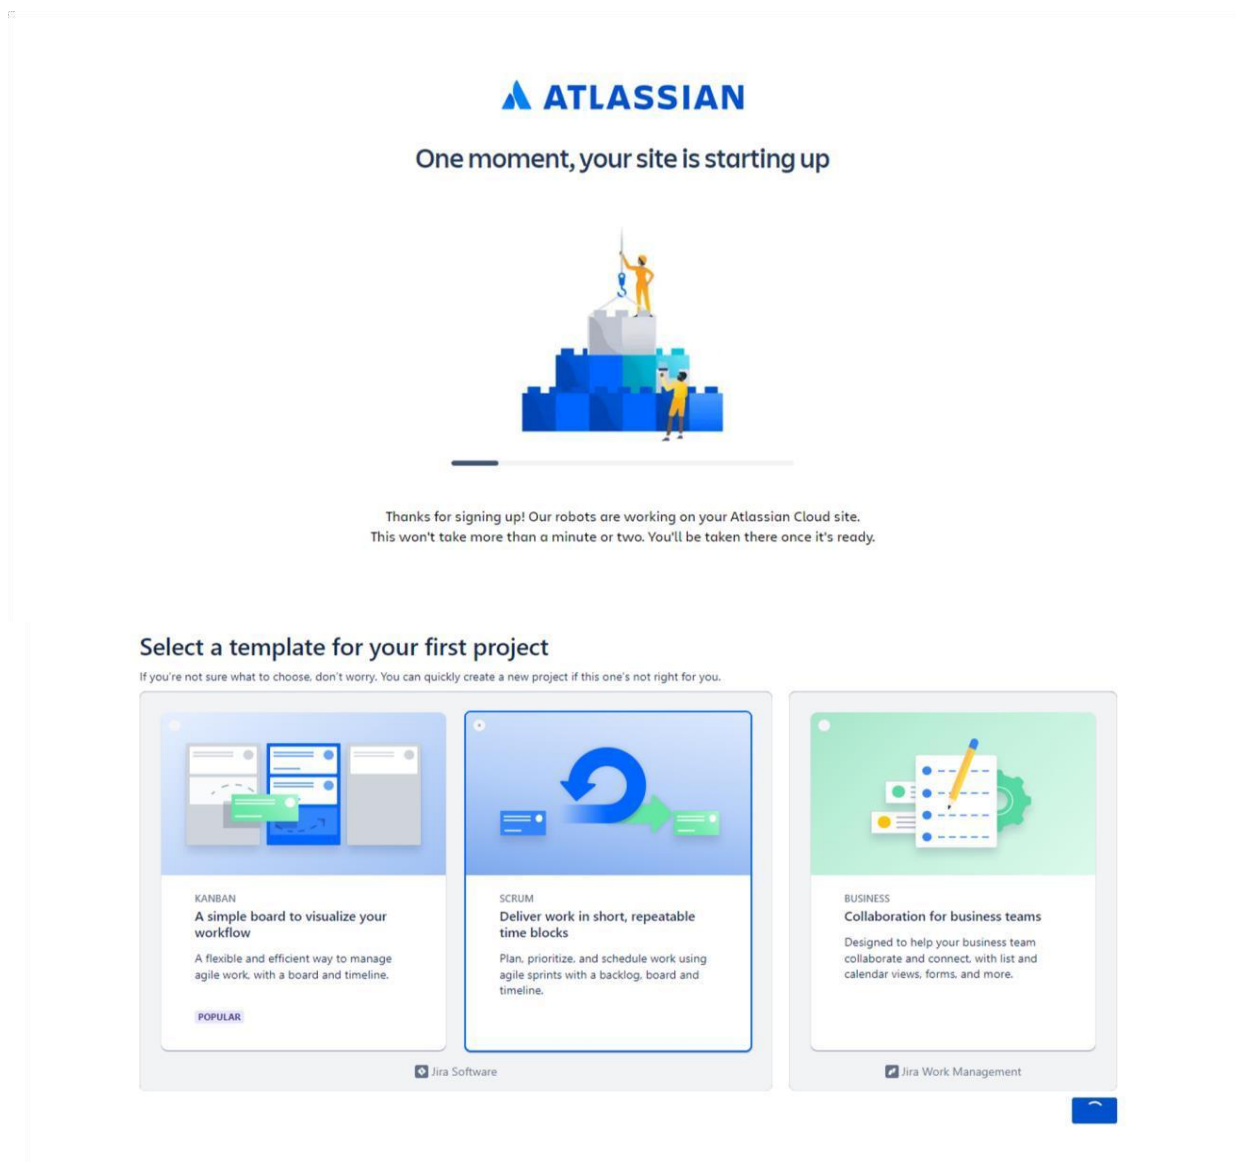 ATLASSIAN
One moment, your site is starting up
Thanks for signing up! Our robots are working on your Atlassian Cloud site.
This won't take more than a minute or two. You'll be taken there once it's ready.
Select a template for your first project
If you're not sure what to choose, don't worry. You can quickly create a new project if this one's not right for you.
KANBAN
A simple board to visualize your
workflow
A flexible and efficient way to manage
agile work, with a board and timeline.
POPULAR
SCRUM
Deliver work in short, repeatable
time blocks
Plan, prioritize, and schedule work using
agile sprints with a backlog, board and
timeline.
Jira Software
BUSINESS
Collaboration for business teams
Designed to help your business team
collaborate and connect, with list and
calendar views, forms, and more.
Jira Work Management